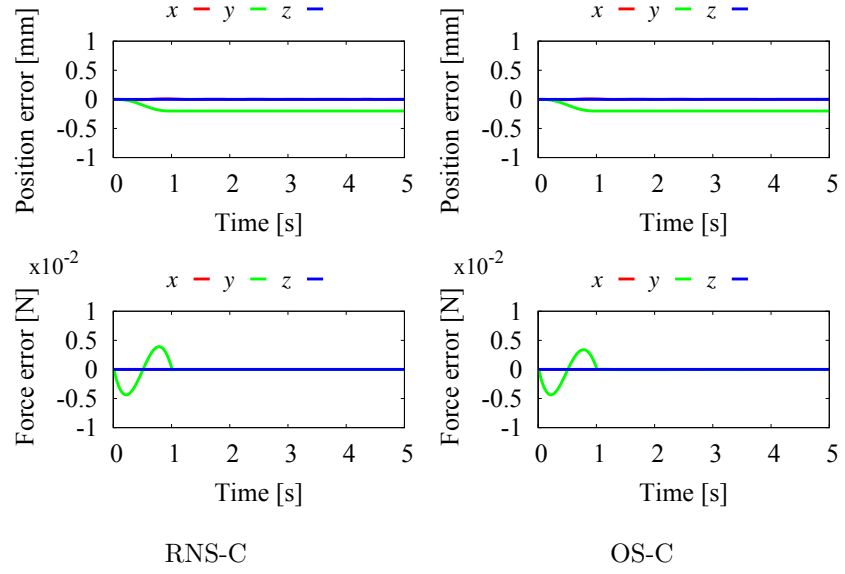 x y z
Position error [mm]
1
0.5
0
-0.5
-1
0 1 2 3 4 5
Time [s]
x y z
Position error [mm]
1
0.5
0
-0.5
-1
0 1 2 3 4 5
Time [s]
x10-2
x y z
Force error [N]
1
0.5
0
-0.5
-1
0 1 2 3 4 5
Time [s]
x10-2
x y z
Force error [N]
1
0.5
0
-0.5
-1
0 1 2 3 4 5
Time [s]
RNS-C
OS-C